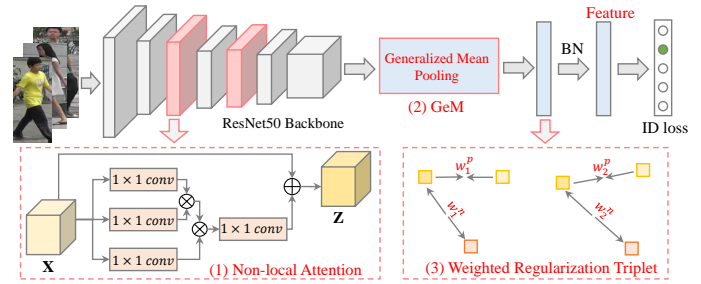 Feature
BN
Generalized Mean
Pooling
(2) GeM
ResNet50 Backbone
ID loss
1 × 1 conv
1 × 1 conv
1 × 1 conv
1 × 1 conv
X
Z
(1) Non-local Attention
w₁ᵖ
w₁ⁿ
w₂ᵖ
w₂ⁿ
(3) Weighted Regularization Triplet